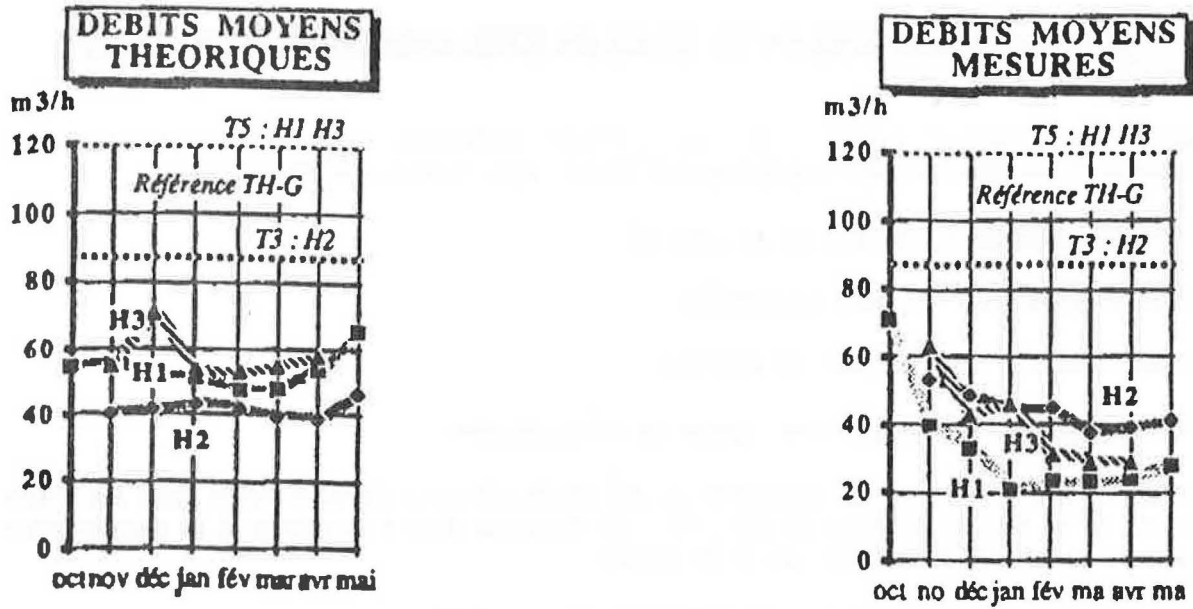 DEBITS MOYENS
THEORIQUES
m3/h
T5 : H1 H3
120
Référence TH-G
100
T3 : H2
80
H3
60
H1
40
H2
20
0
oct nov déc jan fév mar avr mai
DEBITS MOYENS
MESURES
m3/h
T5 : H1 H3
120
Référence TH-G
100
T3 : H2
80
60
H2
40
H3
H1
20
0
oct no déc jan fév ma avr ma